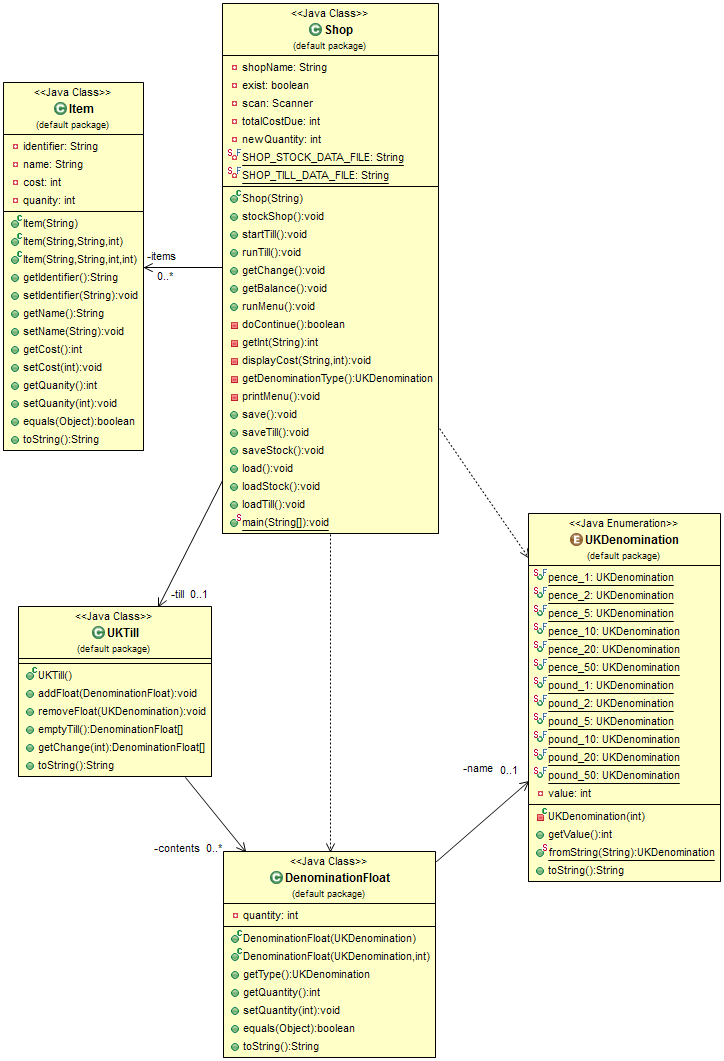 <<Java Class>>
Shop
(default package)
shopName: String
exist: boolean
scan: Scanner
totalCostDue: int
newQuantity: int
SHOP_STOCK_DATA_FILE: String
SHOP_TILL_DATA_FILE: String
Shop(String)
stockShop():void
startTill():void
runTill():void
getChange():void
getBalance():void
runMenu():void
doContinue():boolean
getInt(String):int
displayCost(String,int):void
getDenominationType():UKDenomination
printMenu():void
save():void
saveTill():void
saveStock():void
load():void
loadStock():void
loadTill():void
main(String[]):void
<<Java Class>>
Item
(default package)
identifier: String
name: String
cost: int
quanity: int
Item(String)
Item(String,String,int)
Item(String,String,int,int)
getIdentifier():String
setIdentifier(String):void
getName():String
setName(String):void
getCost():int
setCost(int):void
getQuanity():int
setQuanity(int):void
equals(Object):boolean
toString():String
-items
0..*
-till 0..1
<<Java Class>>
UKTill
(default package)
UKTill()
addFloat(DenominationFloat):void
removeFloat(UKDenomination):void
emptyTill():DenominationFloat[]
getChange(int):DenominationFloat[]
toString():String
<<Java Enumeration>>
UKDenomination
(default package)
pence_1: UKDenomination
pence_2: UKDenomination
pence_5: UKDenomination
pence_10: UKDenomination
pence_20: UKDenomination
pence_50: UKDenomination
pound_1: UKDenomination
pound_2: UKDenomination
pound_5: UKDenomination
pound_10: UKDenomination
pound_20: UKDenomination
pound_50: UKDenomination
value: int
UKDenomination(int)
getValue():int
fromString(String):UKDenomination
toString():String
-name 0..1
-contents 0..*
<<Java Class>>
DenominationFloat
(default package)
quantity: int
DenominationFloat(UKDenomination)
DenominationFloat(UKDenomination,int)
getType():UKDenomination
getQuantity():int
setQuantity(int):void
equals(Object):boolean
toString():String